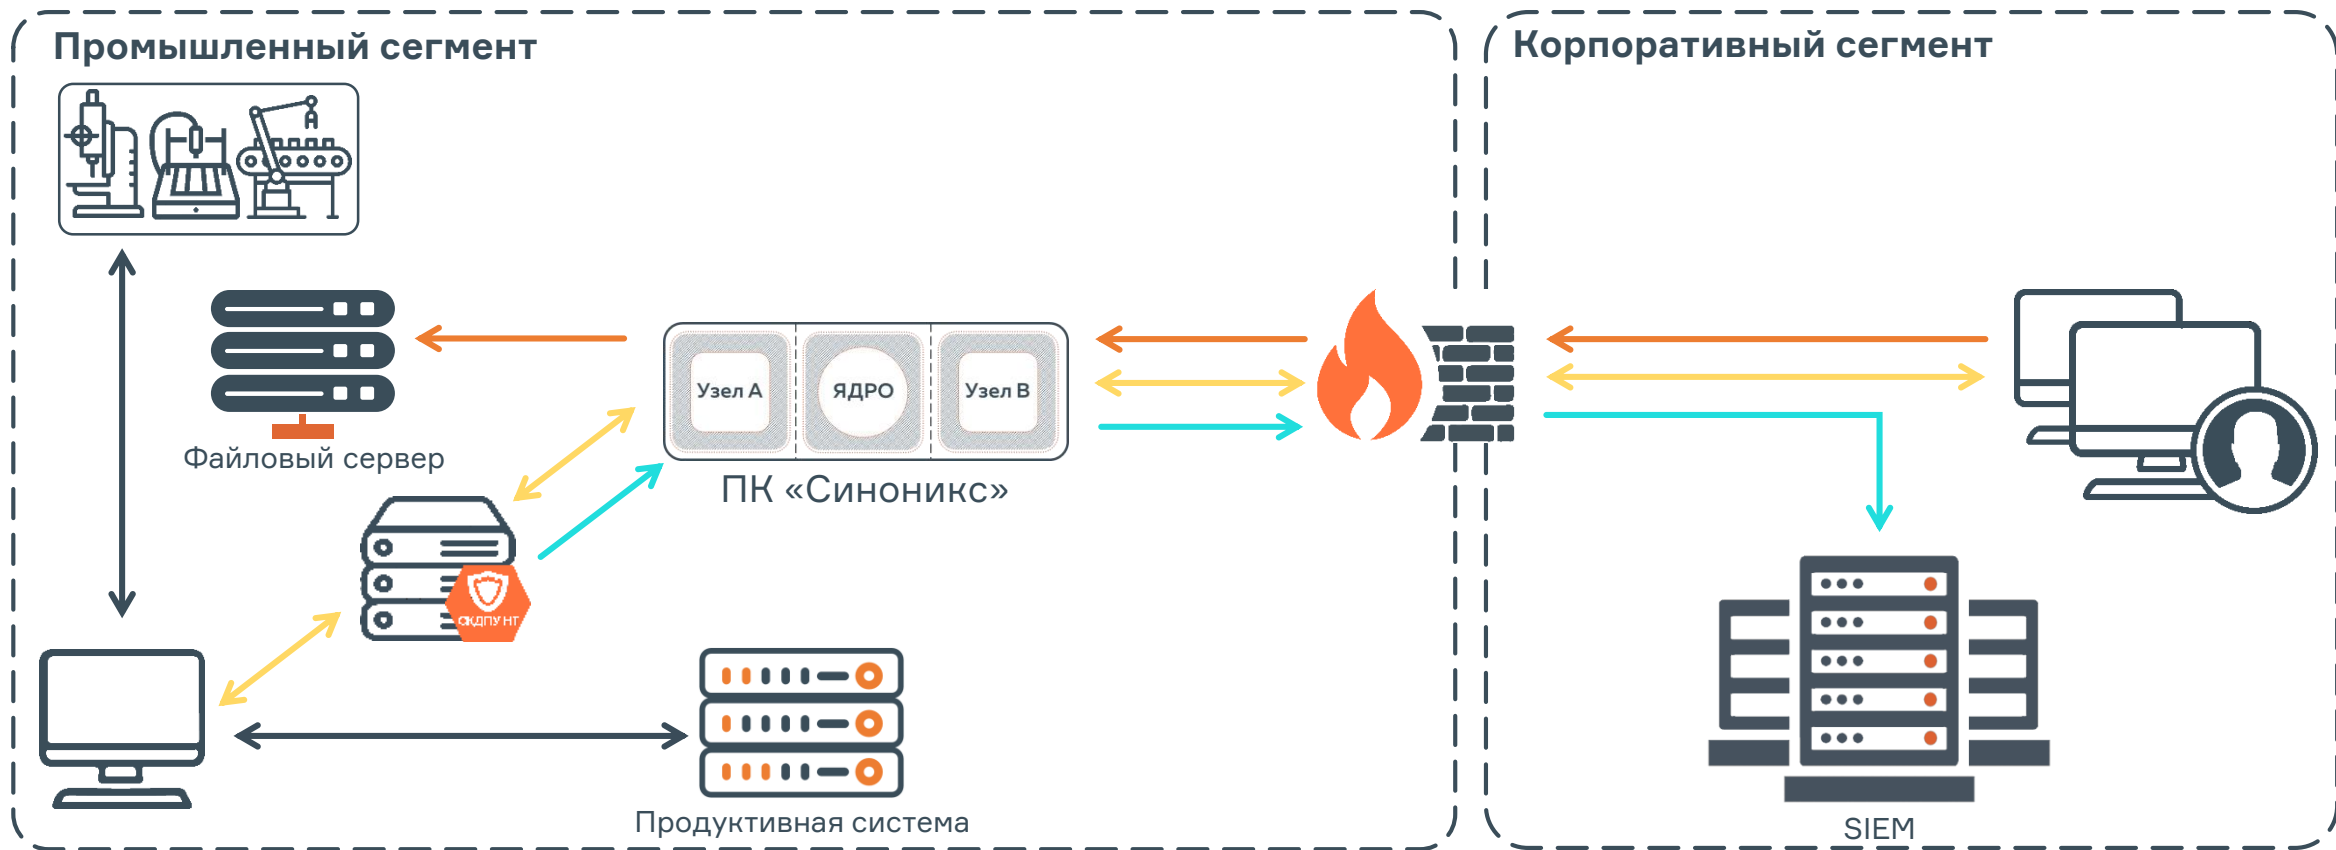 Промышленный сегмент
Корпоративный сегмент
Узел А
ЯДРО
Узел В
Файловый сервер
ПК «Синоникс»
СКДПУ НТ
Продуктивная система
SIEM